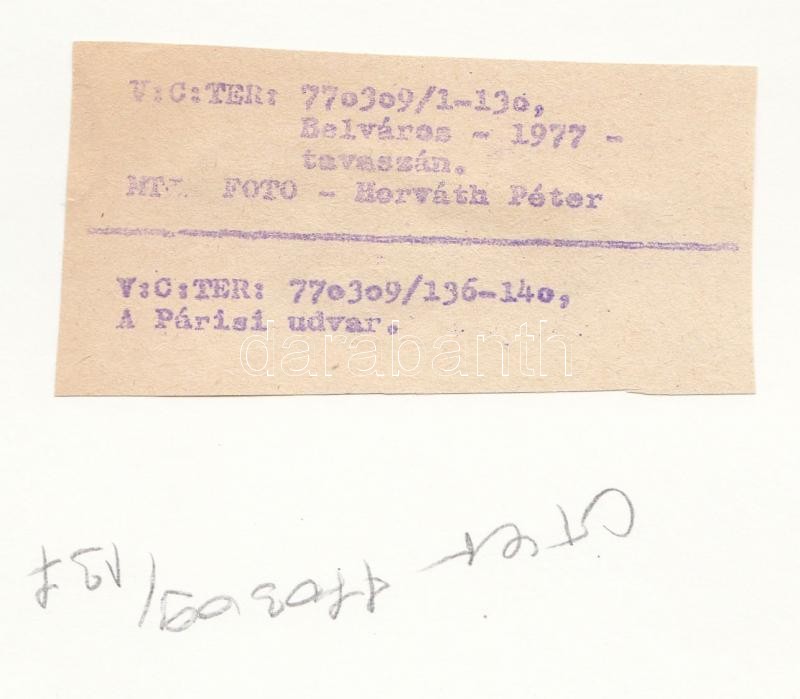 V:C:TER: 77o3o9/1-13o,
Belváros - 1977 -
tavaszán.
FOTO - Horváth Péter
V:C:TER: 77o3o9/136-14o,
A Párisi udvar.
darabanth